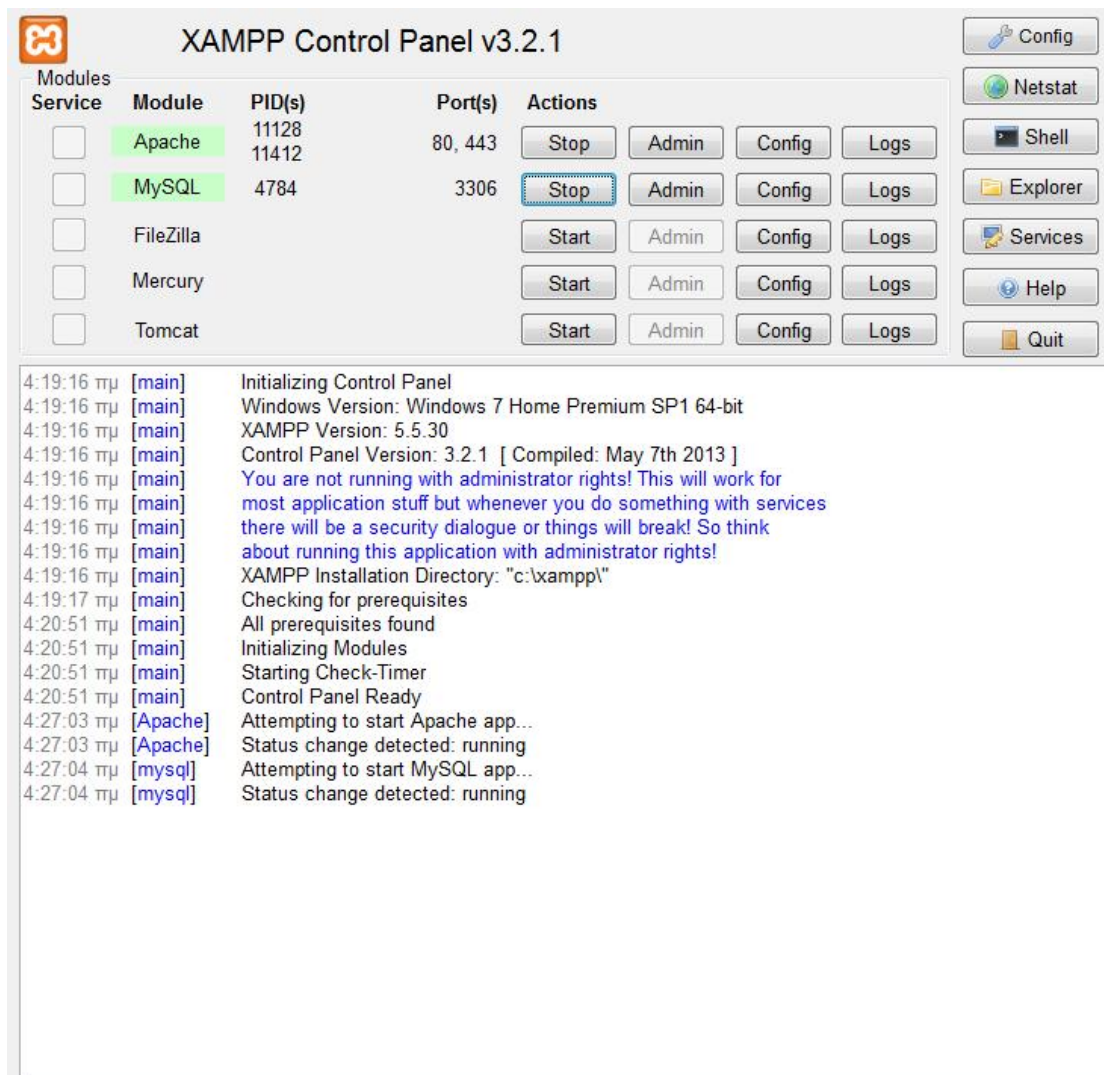 XAMPP Control Panel v3.2.1
Config
Modules
Netstat
Service Module PID(s) Port(s) Actions
Apache 11128 11412 80, 443 Stop Admin Config Logs
Shell
MySQL 4784 3306 Stop Admin Config Logs
Explorer
FileZilla Start Admin Config Logs
Services
Mercury Start Admin Config Logs
Help
Tomcat Start Admin Config Logs
Quit
4:19:16 πμ [main] Initializing Control Panel
4:19:16 πμ [main] Windows Version: Windows 7 Home Premium SP1 64-bit
4:19:16 πμ [main] XAMPP Version: 5.5.30
4:19:16 πμ [main] Control Panel Version: 3.2.1 [ Compiled: May 7th 2013 ]
4:19:16 πμ [main] You are not running with administrator rights! This will work for
4:19:16 πμ [main] most application stuff but whenever you do something with services
4:19:16 πμ [main] there will be a security dialogue or things will break! So think
4:19:16 πμ [main] about running this application with administrator rights!
4:19:16 πμ [main] XAMPP Installation Directory: "c:\xampp\"
4:19:17 πμ [main] Checking for prerequisites
4:20:51 πμ [main] All prerequisites found
4:20:51 πμ [main] Initializing Modules
4:20:51 πμ [main] Starting Check-Timer
4:20:51 πμ [main] Control Panel Ready
4:27:03 πμ [Apache] Attempting to start Apache app...
4:27:03 πμ [Apache] Status change detected: running
4:27:04 πμ [mysql] Attempting to start MySQL app...
4:27:04 πμ [mysql] Status change detected: running